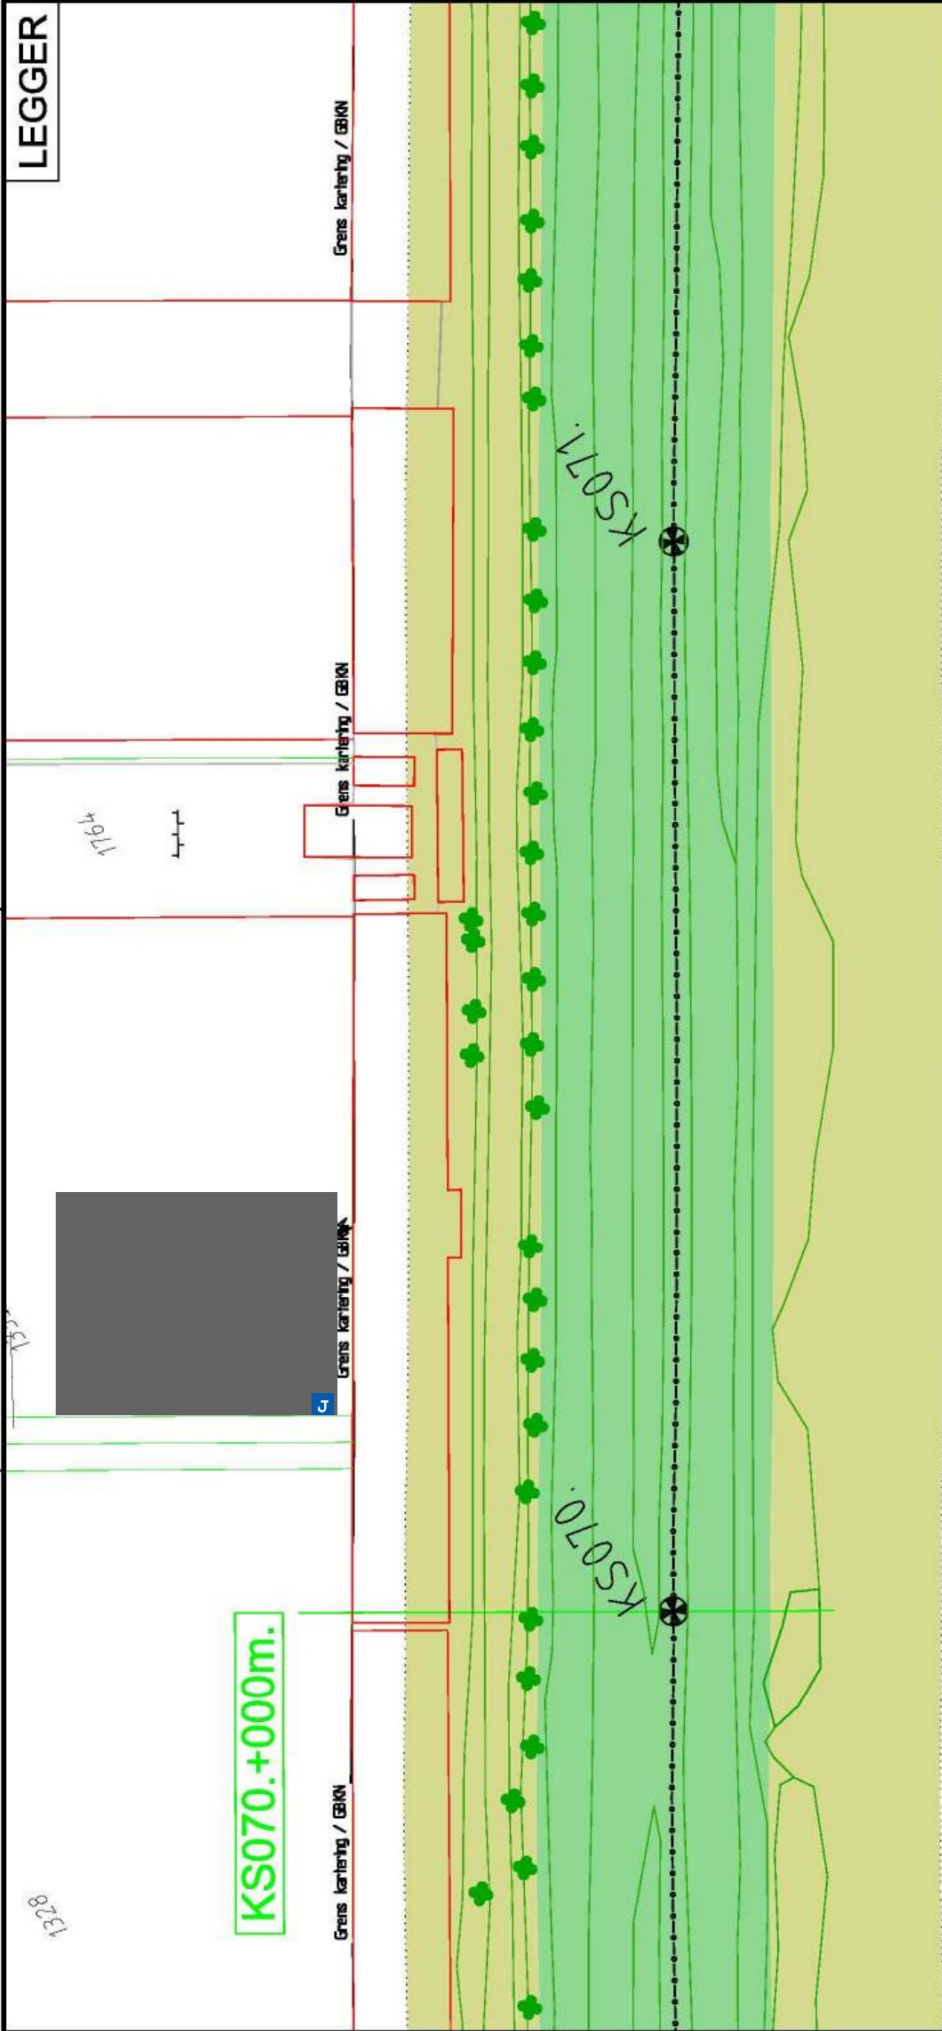 LEGGER
Grens kartering / GBKN
KS071.
Grens kartering / GBKN
1764
Grens kartering / GBKN
J
KS070.
KS070.+000m.
Grens kartering / GBKN
1328